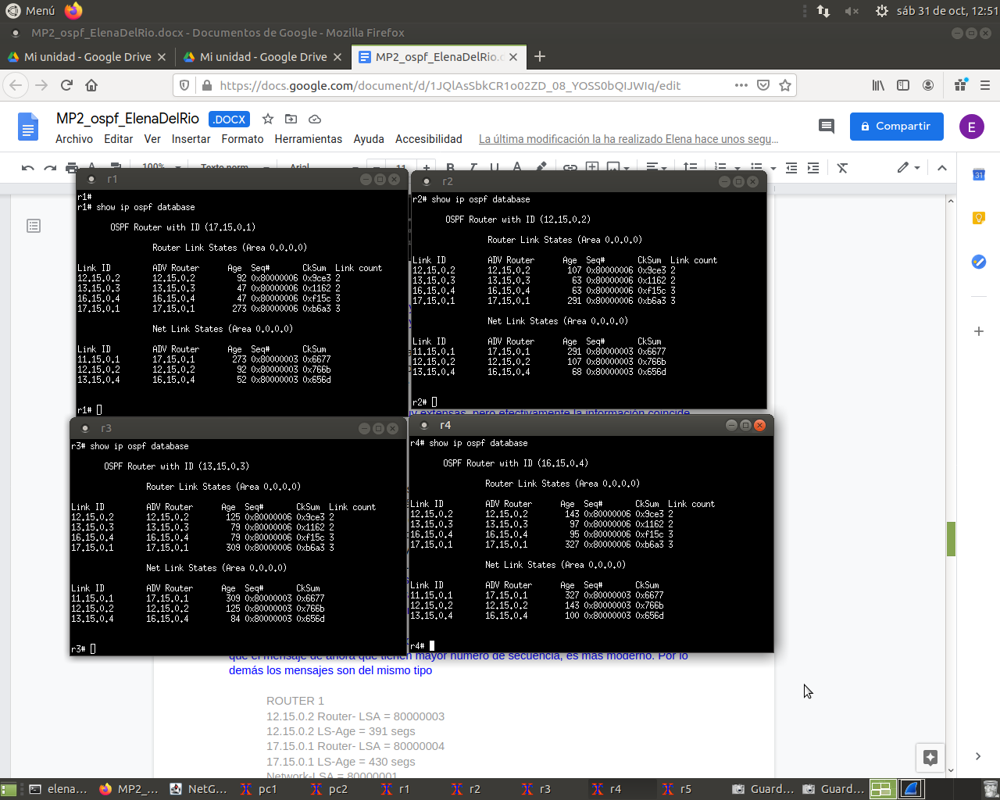 Menú
sáb 31 de oct, 12:51
MP2_ospf_ElenaDelRio.docx - Documentos de Google - Mozilla Firefox
Mi unidad - Google Drive
Mi unidad - Google Drive
MP2_ospf_ElenaDelRio.d
https://docs.google.com/document/d/1JQlAsSbkCR1o02ZD_08_YOSS0bQIJWIq/edit
MP2_ospf_ElenaDelRio .DOCX
Compartir
E
Archivo Editar Ver Insertar Formato Herramientas Ayuda Accesibilidad La última modificación la ha realizado Elena hace unos segu...
100% Texto norm... Arial 11
r1
r1#
r1# show ip ospf database
OSPF Router with ID (17.15.0.1)
Router Link States (Area 0.0.0.0)
Link ID ADV Router Age Seq# CkSum Link count
12.15.0.2 12.15.0.2 92 0x80000006 0x9ce3 2
13.15.0.3 13.15.0.3 47 0x80000006 0x1162 2
16.15.0.4 16.15.0.4 47 0x80000006 0xf15c 3
17.15.0.1 17.15.0.1 273 0x80000006 0xb6a3 3
Net Link States (Area 0.0.0.0)
Link ID ADV Router Age Seq# CkSum
11.15.0.1 17.15.0.1 273 0x80000003 0x6677
12.15.0.2 12.15.0.2 92 0x80000003 0x766b
13.15.0.4 16.15.0.4 52 0x80000003 0x656d
r1#
r2
r2# show ip ospf database
OSPF Router with ID (12.15.0.2)
Router Link States (Area 0.0.0.0)
Link ID ADV Router Age Seq# CkSum Link count
12.15.0.2 12.15.0.2 107 0x80000006 0x9ce3 2
13.15.0.3 13.15.0.3 63 0x80000006 0x1162 2
16.15.0.4 16.15.0.4 63 0x80000006 0xf15c 3
17.15.0.1 17.15.0.1 291 0x80000006 0xb6a3 3
Net Link States (Area 0.0.0.0)
Link ID ADV Router Age Seq# CkSum
11.15.0.1 17.15.0.1 291 0x80000003 0x6677
12.15.0.2 12.15.0.2 107 0x80000003 0x766b
13.15.0.4 16.15.0.4 68 0x80000003 0x656d
r2#
extensas, pero efectivamente la información coincide
r3
r3# show ip ospf database
OSPF Router with ID (13.15.0.3)
Router Link States (Area 0.0.0.0)
Link ID ADV Router Age Seq# CkSum Link count
12.15.0.2 12.15.0.2 125 0x80000006 0x9ce3 2
13.15.0.3 13.15.0.3 79 0x80000006 0x1162 2
16.15.0.4 16.15.0.4 79 0x80000006 0xf15c 3
17.15.0.1 17.15.0.1 309 0x80000006 0xb6a3 3
Net Link States (Area 0.0.0.0)
Link ID ADV Router Age Seq# CkSum
11.15.0.1 17.15.0.1 309 0x80000003 0x6677
12.15.0.2 12.15.0.2 125 0x80000003 0x766b
13.15.0.4 16.15.0.4 84 0x80000003 0x656d
r3#
r4
r4# show ip ospf database
OSPF Router with ID (16.15.0.4)
Router Link States (Area 0.0.0.0)
Link ID ADV Router Age Seq# CkSum Link count
12.15.0.2 12.15.0.2 143 0x80000006 0x9ce3 2
13.15.0.3 13.15.0.3 97 0x80000006 0x1162 2
16.15.0.4 16.15.0.4 95 0x80000006 0xf15c 3
17.15.0.1 17.15.0.1 327 0x80000006 0xb6a3 3
Net Link States (Area 0.0.0.0)
Link ID ADV Router Age Seq# CkSum
11.15.0.1 17.15.0.1 327 0x80000003 0x6677
12.15.0.2 12.15.0.2 143 0x80000003 0x766b
13.15.0.4 16.15.0.4 100 0x80000003 0x656d
r4#
que el mensaje de ahora que tienen mayor número de secuencia, es más moderno. Por lo
demás los mensajes son del mismo tipo
ROUTER 1
12.15.0.2 Router- LSA = 80000003
12.15.0.2 LS-Age = 391 segs
17.15.0.1 Router- LSA = 80000004
17.15.0.1 LS-Age = 430 segs
Network-LSA = 80000001
elena... MP2_... NetG... pc1 pc2 r1 r2 r3 r4 r5 Guard... Guard...